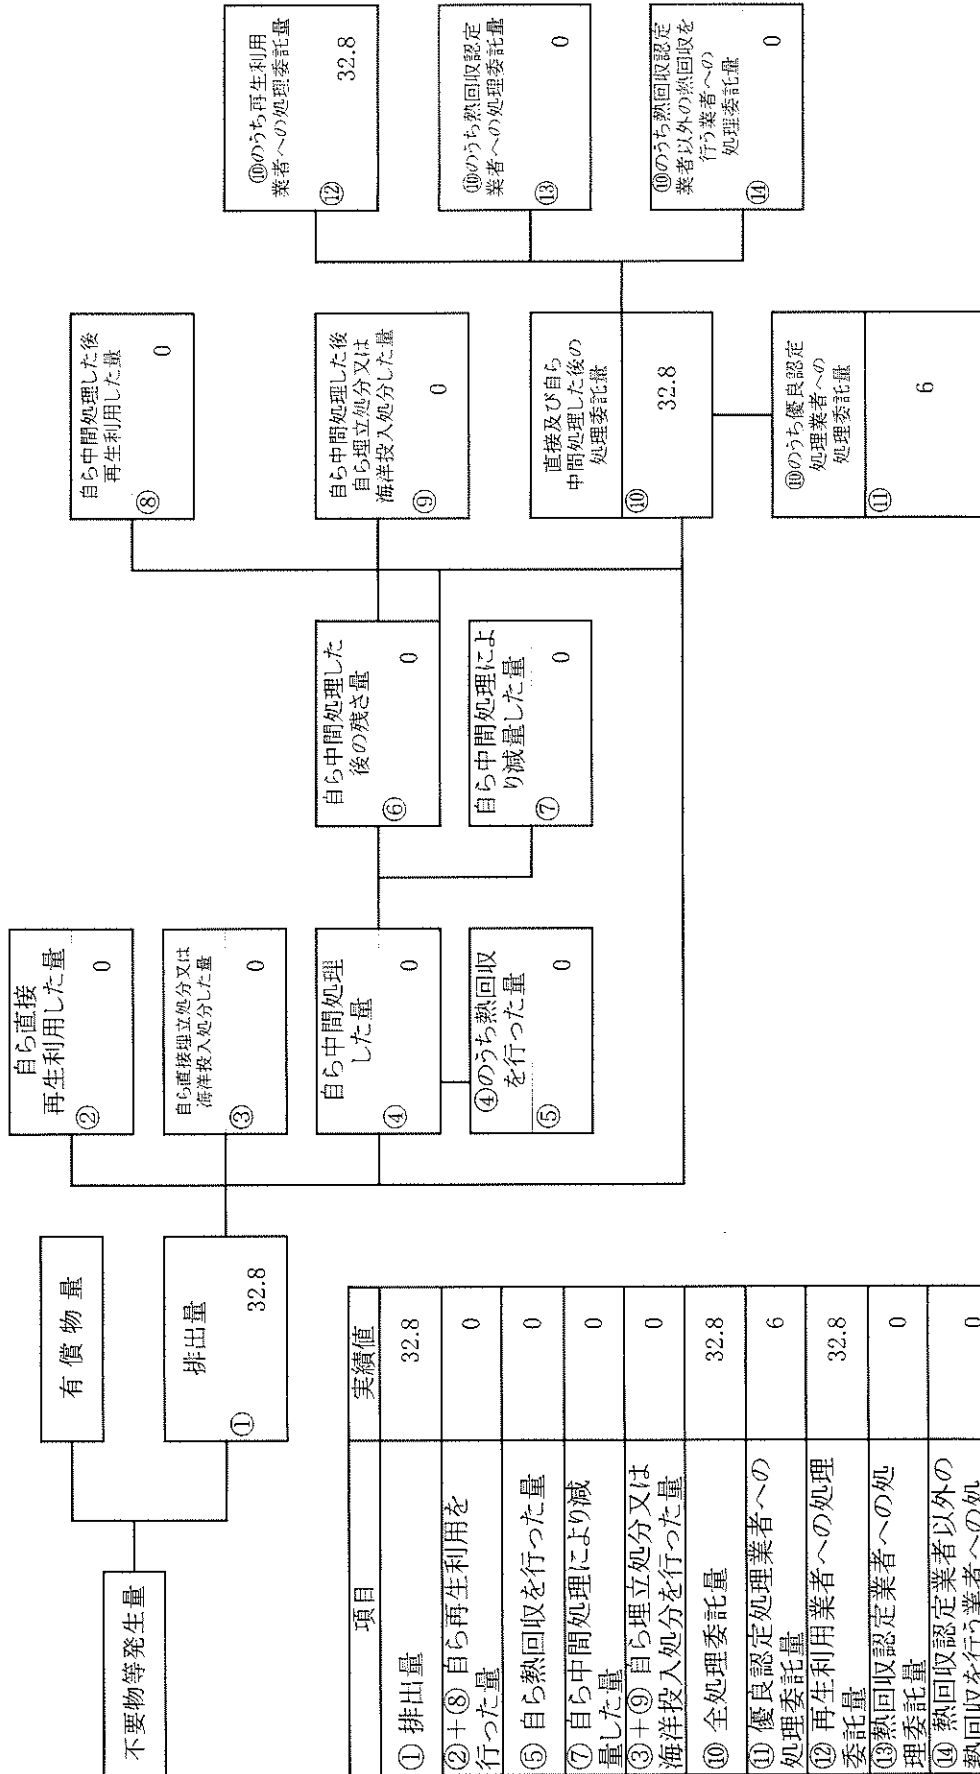 不要物等発生量
有償物量
排出量
①
32.8
自ら直接
再生利用した量
②
0
自ら直接埋立処分又は
海洋投入処分した量
③
0
自ら中間処理
した量
④
0
④のうち熱回収
を行った量
⑤
0
自ら中間処理した
後の残さ量
⑥
0
自ら中間処理によ
り減量した量
⑦
0
自ら中間処理した後
再生利用した量
⑧
0
自ら中間処理した後
自ら埋立処分又は
海洋投入処分した量
⑨
0
直接及び自ら
中間処理した後の
処理委託量
⑩
32.8
⑩のうち優良認定
処理業者への
処理委託量
⑪
6
⑩のうち再生利用
業者への処理委託量
⑫
32.8
⑩のうち熱回収認定
業者への処理委託量
⑬
0
⑩のうち熱回収認定
業者以外の熱回収を
行う業者への
処理委託量
⑭
0
項目 実績値
① 排出量 32.8
②+⑧ 自ら再生利用を
行った量 0
⑤ 自ら熱回収を行った量 0
⑦ 自ら中間処理により減
量した量 0
③+⑨ 自ら埋立処分又は
海洋投入処分を行った量 0
⑩ 全処理委託量 32.8
⑪ 優良認定処理業者への
処理委託量 6
⑫ 再生利用業者への処理
委託量 32.8
⑬熱回収認定業者への処
理委託量 0
⑭ 熱回収認定業者以外の
熱回収を行う業者への処 0